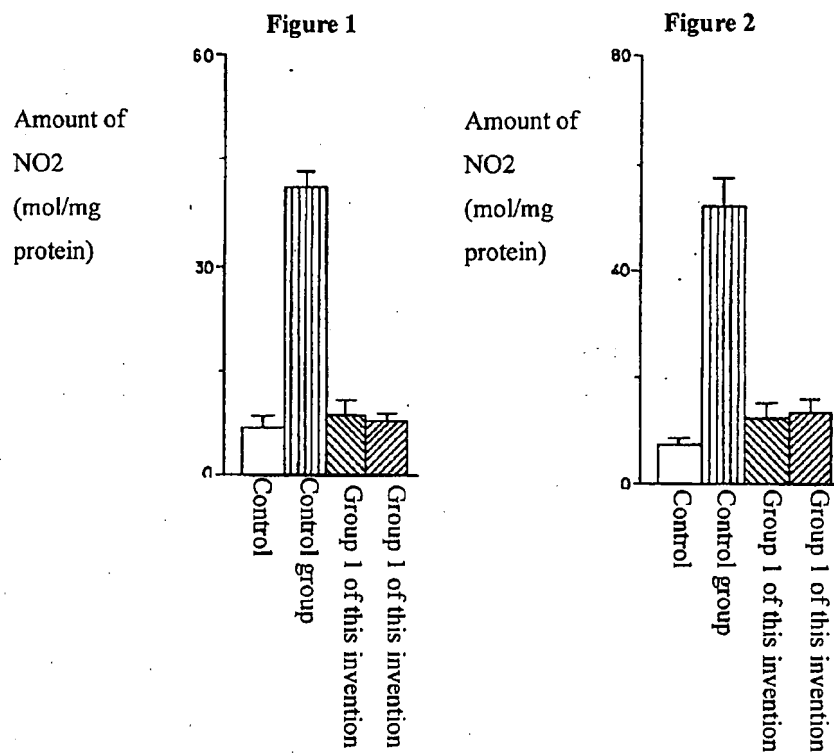 Figure 1
60
Amount of
NO2
(mol/mg
protein)
30
0
Control
Control group
Group 1 of this invention
Group 1 of this invention
Figure 2
80
Amount of
NO2
(mol/mg
protein)
40
0
Control
Control group
Group 1 of this invention
Group 1 of this invention